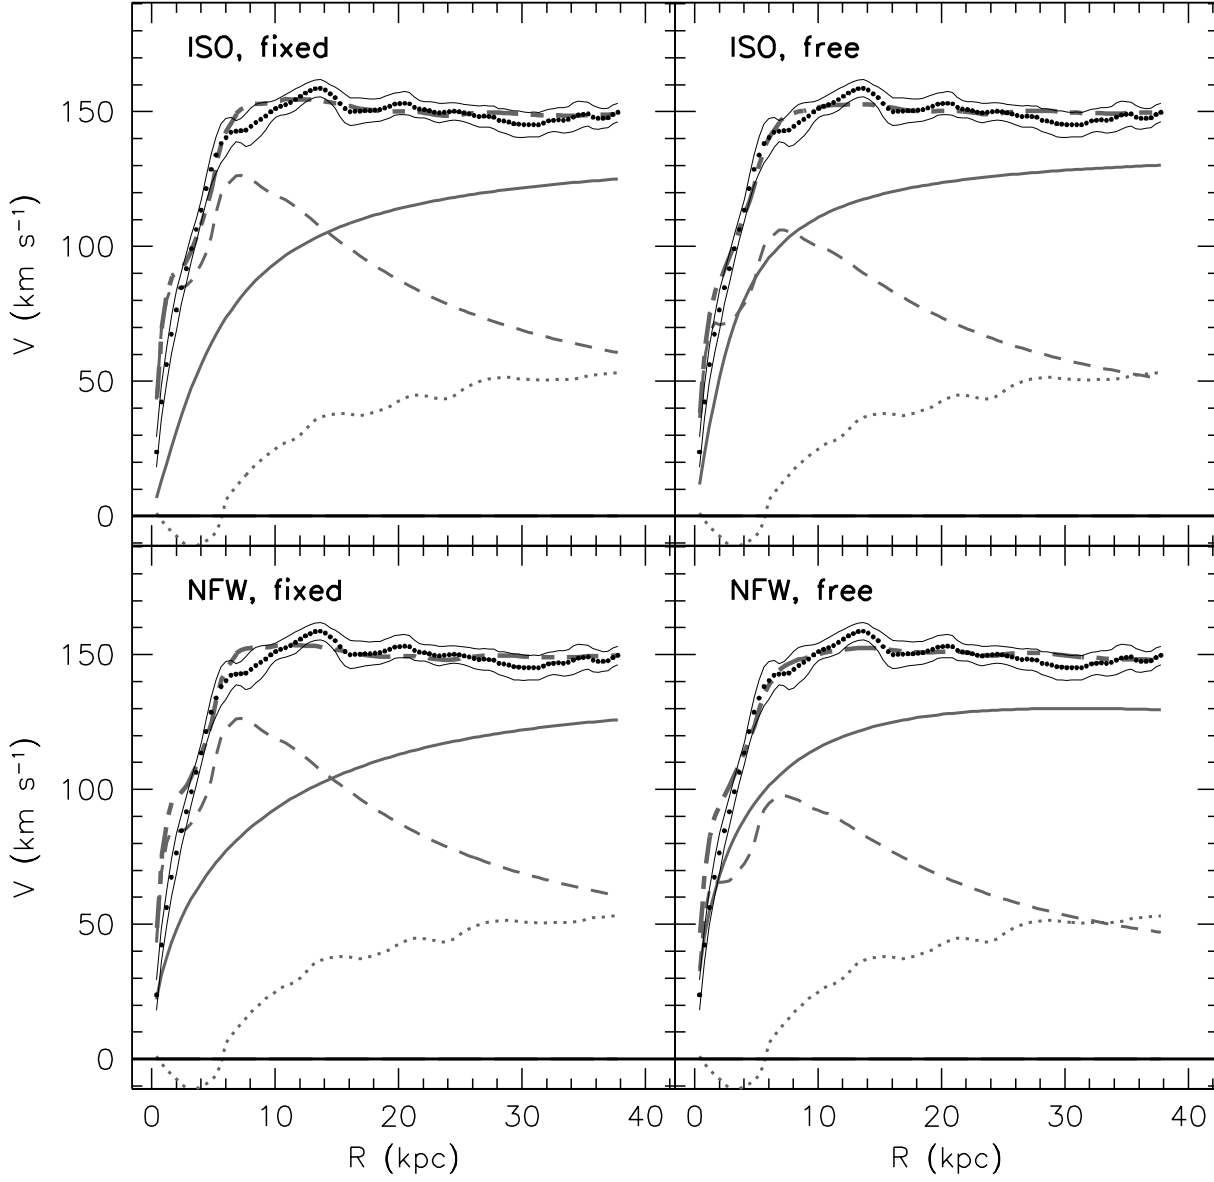 ISO, fixed
ISO, free
150
100
50
0
V (km s⁻¹)
NFW, fixed
NFW, free
150
100
50
0
V (km s⁻¹)
0 10 20 30 40 0 10 20 30 40
R (kpc) R (kpc)